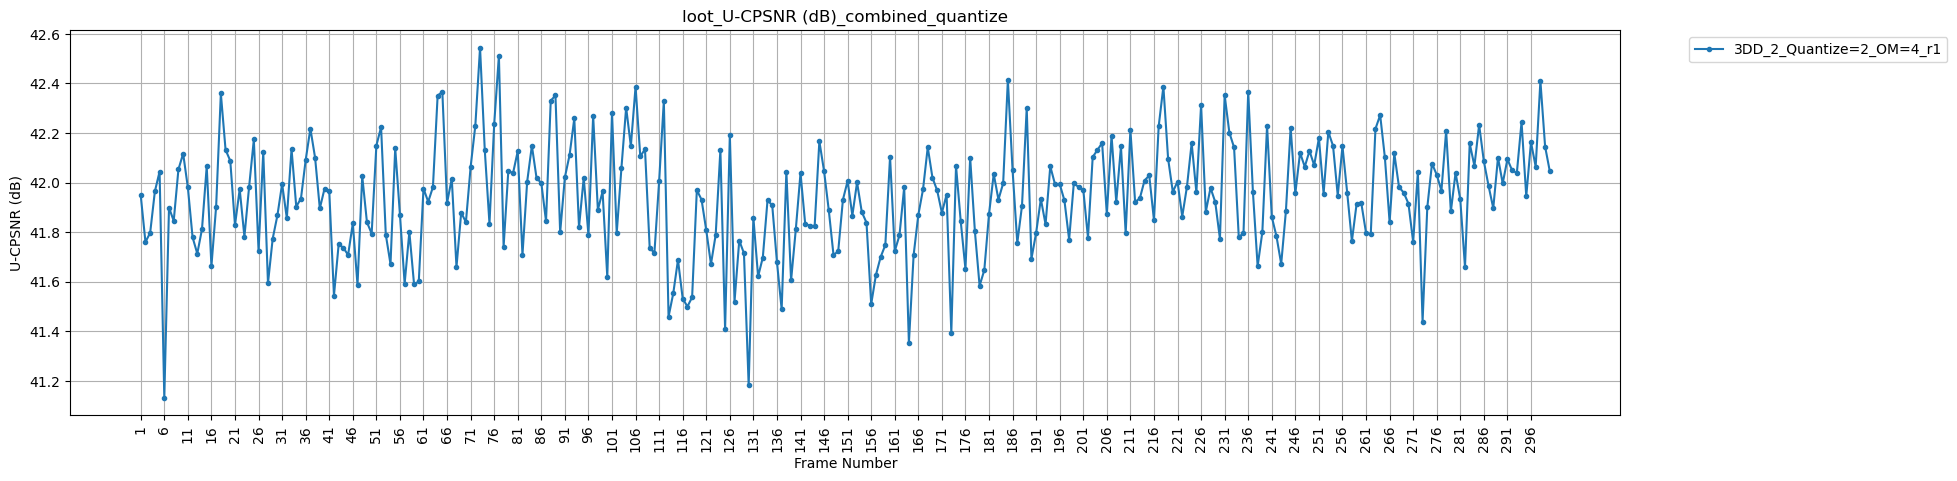 loot_U-CPSNR (dB)_combined_quantize
3DD_2_Quantize=2_OM=4_r1
U-CPSNR (dB)
42.6
42.4
42.2
42.0
41.8
41.6
41.4
41.2
1 6 11 16 21 26 31 36 41 46 51 56 61 66 71 76 81 86 91 96 101 106 111 116 121 126 131 136 141 146 151 156 161 166 171 176 181 186 191 196 201 206 211 216 221 226 231 236 241 246 251 256 261 266 271 276 281 286 291 296
Frame Number